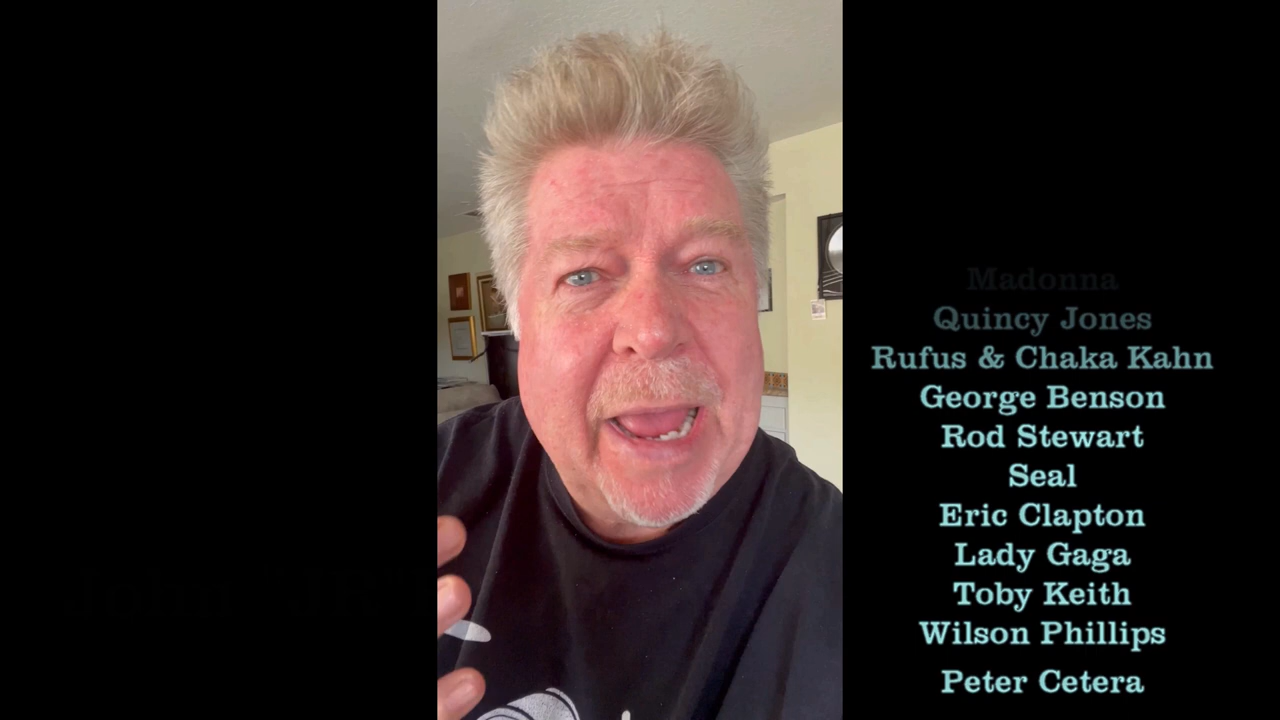 Madonna
Quincy Jones
Rufus & Chaka Kahn
George Benson
Rod Stewart
Seal
Eric Clapton
Lady Gaga
Toby Keith
Wilson Phillips
Peter Cetera